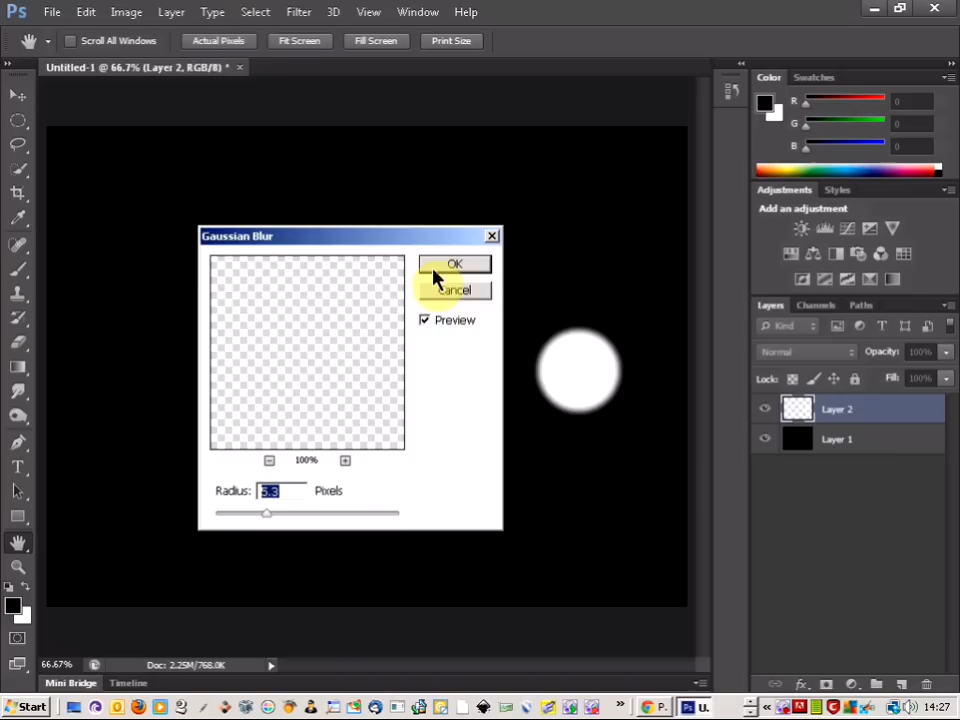 Ps File Edit Image Layer Type Select Filter 3D View Window Help
Scroll All Windows Actual Pixels Fit Screen Fill Screen Print Size
Untitled-1 @ 66.7% (Layer 2, RGB/8) * ×
Color Swatches
R 0
G 0
B 0
Adjustments Styles
Add an adjustment
Layers Channels Paths
Kind
Normal Opacity: 100%
Lock: Fill: 100%
Layer 2
Layer 1
Gaussian Blur
OK
Cancel
Preview
100%
Radius: 5.3 Pixels
66.67% Doc: 2.25M/768.0K
Mini Bridge Timeline
Start P. Ps U. 14:27